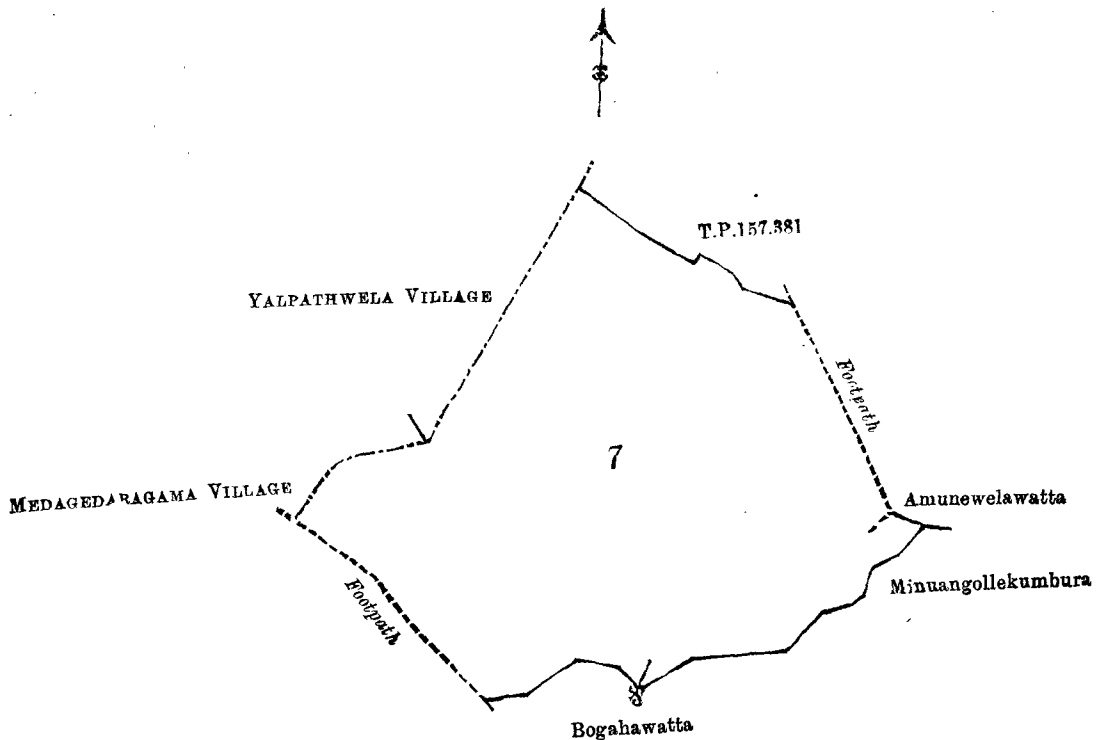 T.P.157.381
YALPATHWELA VILLAGE
Footpath
7
MEDAGEDARAGAMA VILLAGE
Amunewelawatta
Minuangollekumbura
Footpath
Bogahawatta